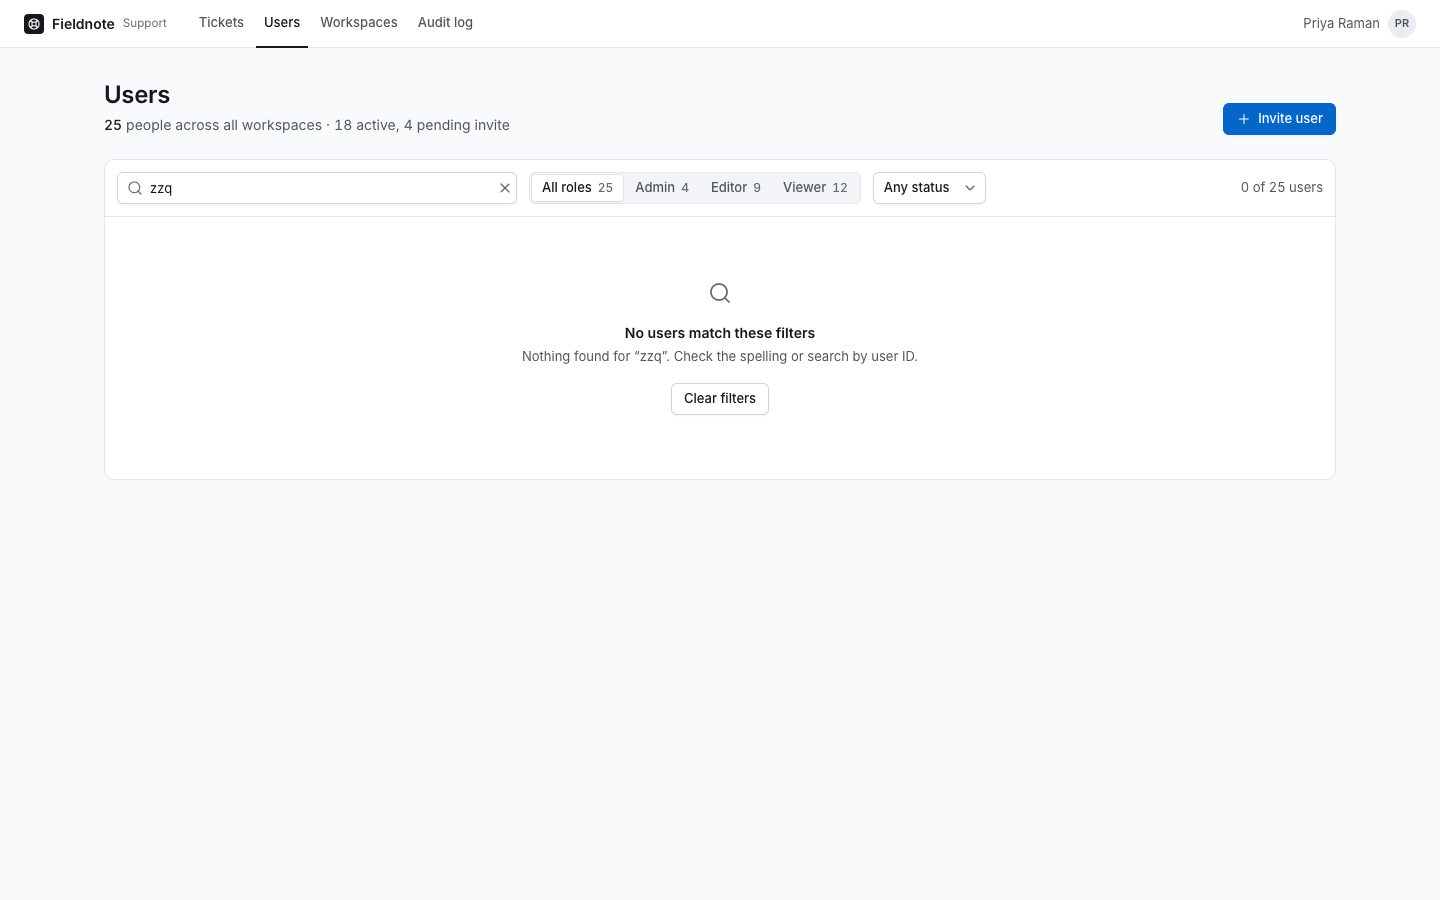 Fieldnote Support Tickets Users Workspaces Audit log Priya Raman PR
Users
25 people across all workspaces · 18 active, 4 pending invite
Invite user
zzq All roles 25 Admin 4 Editor 9 Viewer 12 Any status 0 of 25 users
No users match these filters
Nothing found for “zzq”. Check the spelling or search by user ID.
Clear filters